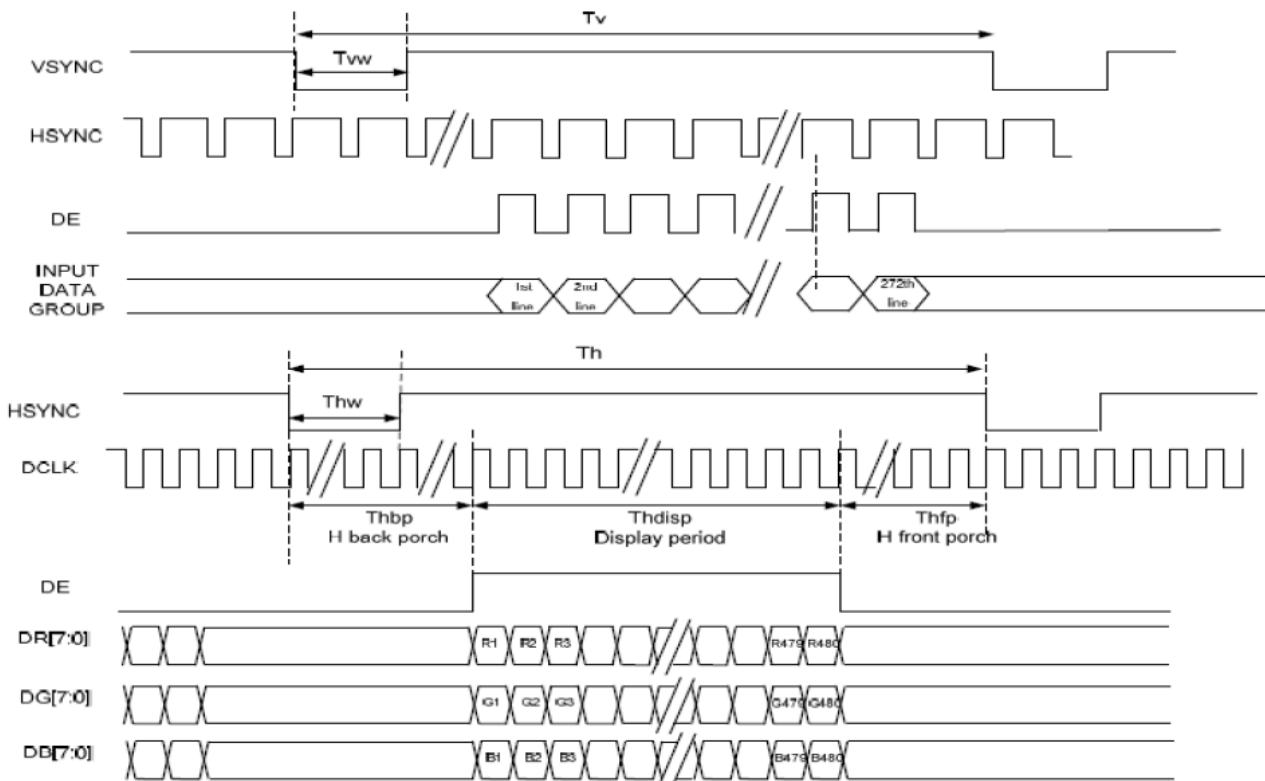 Tv
Tvw
VSYNC
HSYNC
DE
INPUT
DATA
GROUP
1st
line
2nd
line
272th
line
Th
HSYNC
Thw
DCLK
Thbp
H back porch
Thdisp
Display period
Thfp
H front porch
DE
DR[7:0]
R1 R2 R3 R479 R480
DG[7:0]
G1 G2 G3 G479 G480
DB[7:0]
B1 B2 B3 B479 B480